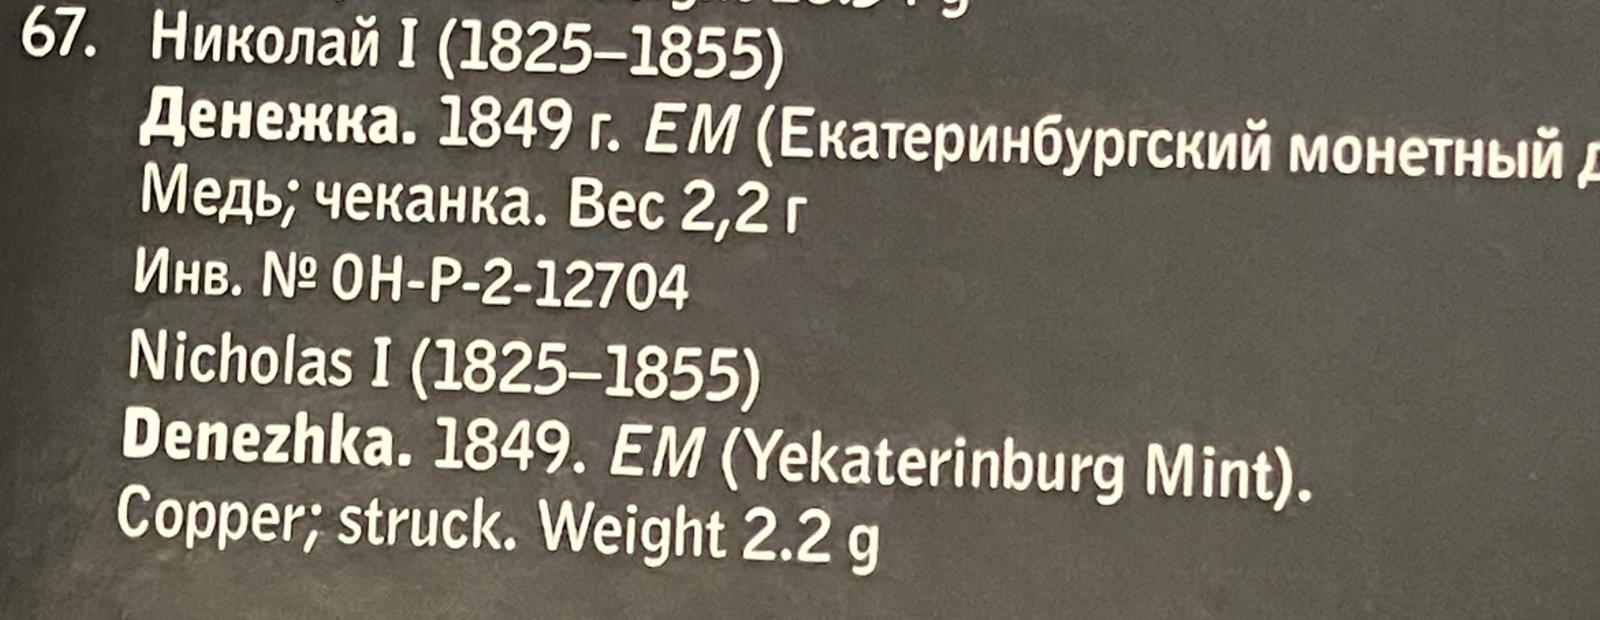 67. Николай I (1825–1855)
Денежка. 1849 г. ЕМ (Екатеринбургский монетный
Медь; чеканка. Вес 2,2 г
Инв. № ОН-Р-2-12704
Nicholas I (1825–1855)
Denezhka. 1849. EM (Yekaterinburg Mint).
Copper; struck. Weight 2.2 g